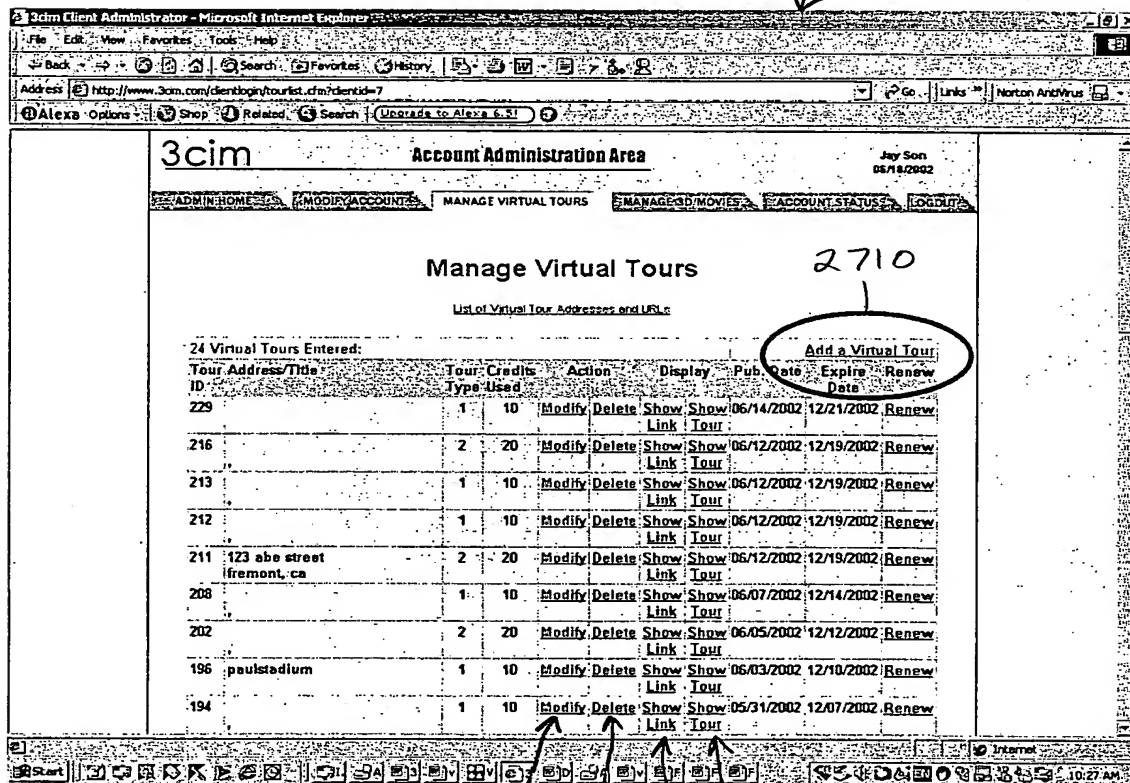 3cim Client Administrator - Microsoft Internet Explorer
File Edit View Favorites Tools Help
Back Search Favorites History
Address http://www.3cim.com/clientlogin/tourlist.cfm?clientid=7 Go Links » Norton AntiVirus
Alexa Options Shop Related Search (Upgrade to Alexa 6.5!)
3cim Account Administration Area Jay Son
05/18/2002
ADMIN HOME MODIFY ACCOUNT MANAGE VIRTUAL TOURS MANAGE 3D/MOVIES ACCOUNT STATUS LOGOUT
Manage Virtual Tours 2710
List of Virtual Tour Addresses and URLs
24 Virtual Tours Entered: Add a Virtual Tour
Tour ID Address/Title Tour Type Credits Used Action Display Pub. Date Expire Date Renew
229 1 10 Modify Delete Show Link Show Tour 06/14/2002 12/21/2002 Renew
216 , 2 20 Modify Delete Show Link Show Tour 06/12/2002 12/19/2002 Renew
213 , 1 10 Modify Delete Show Link Show Tour 06/12/2002 12/19/2002 Renew
212 , 1 10 Modify Delete Show Link Show Tour 06/12/2002 12/19/2002 Renew
211 123 abe street fremont, ca 2 20 Modify Delete Show Link Show Tour 06/12/2002 12/19/2002 Renew
208 , 1 10 Modify Delete Show Link Show Tour 06/07/2002 12/14/2002 Renew
202 , 2 20 Modify Delete Show Link Show Tour 06/05/2002 12/12/2002 Renew
196 paulstadium 1 10 Modify Delete Show Link Show Tour 06/03/2002 12/10/2002 Renew
194 , 1 10 Modify Delete Show Link Show Tour 05/31/2002 12/07/2002 Renew
Internet
Start 10:27 AM